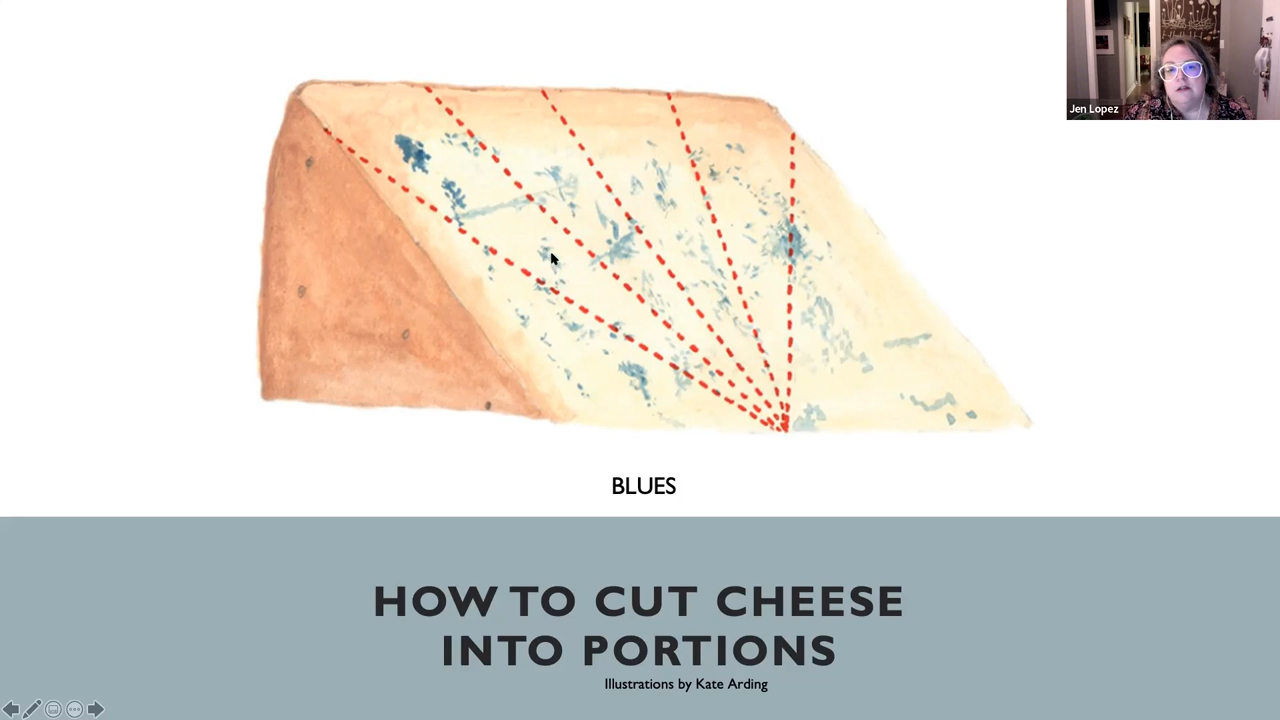 Jen Lopez
BLUES
HOW TO CUT CHEESE
INTO PORTIONS
Illustrations by Kate Arding